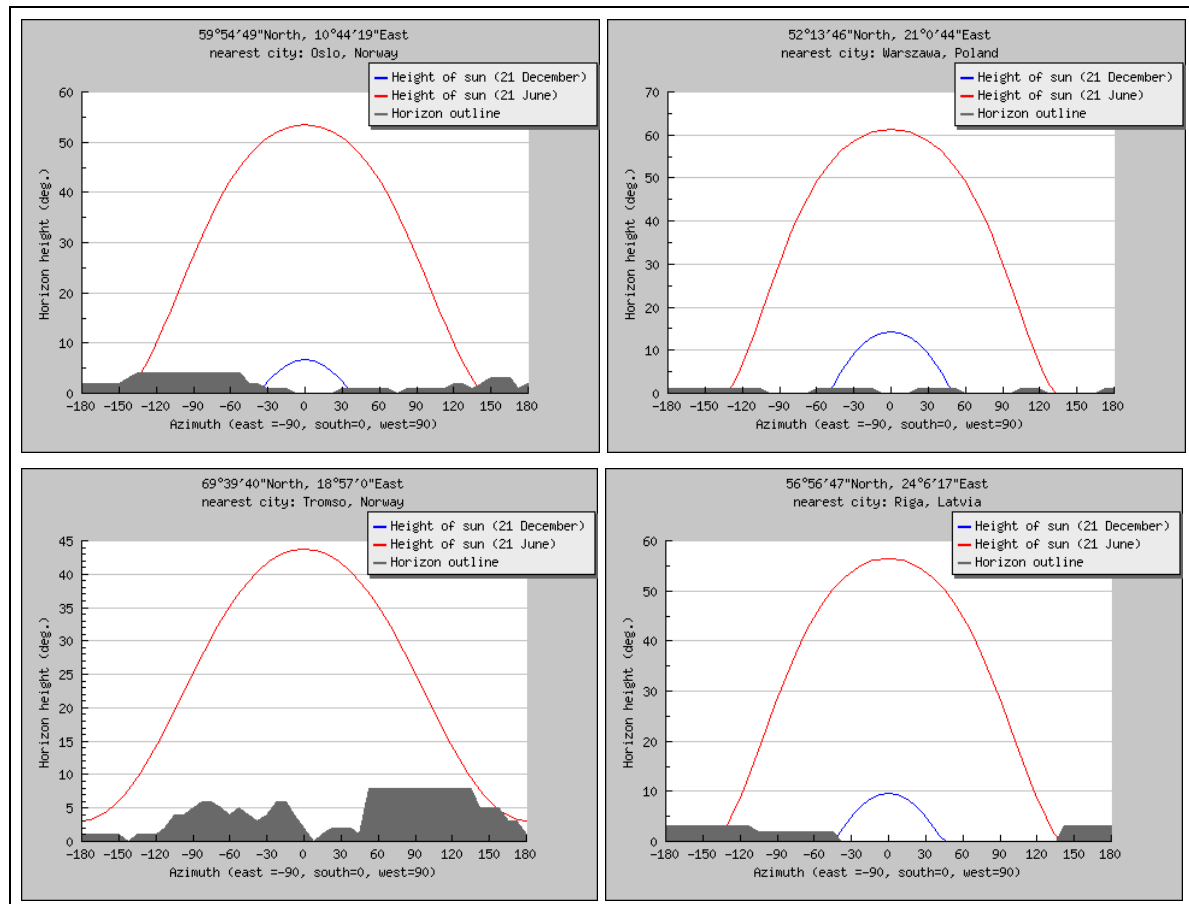 59°54′49"North, 10°44′19"East
nearest city: Oslo, Norway
Height of sun (21 December)
Height of sun (21 June)
Horizon outline
Horizon height (deg.)
60
50
40
30
20
10
0
-180 -150 -120 -90 -60 -30 0 30 60 90 120 150 180
Azimuth (east =-90, south=0, west=90)
52°13′46"North, 21°0′44"East
nearest city: Warszawa, Poland
Height of sun (21 December)
Height of sun (21 June)
Horizon outline
Horizon height (deg.)
70
60
50
40
30
20
10
0
-180 -150 -120 -90 -60 -30 0 30 60 90 120 150 180
Azimuth (east =-90, south=0, west=90)
69°39′40"North, 18°57′0"East
nearest city: Tromso, Norway
Height of sun (21 December)
Height of sun (21 June)
Horizon outline
Horizon height (deg.)
45
40
35
30
25
20
15
10
5
0
-180 -150 -120 -90 -60 -30 0 30 60 90 120 150 180
Azimuth (east =-90, south=0, west=90)
56°56′47"North, 24°6′17"East
nearest city: Riga, Latvia
Height of sun (21 December)
Height of sun (21 June)
Horizon outline
Horizon height (deg.)
60
50
40
30
20
10
0
-180 -150 -120 -90 -60 -30 0 30 60 90 120 150 180
Azimuth (east =-90, south=0, west=90)